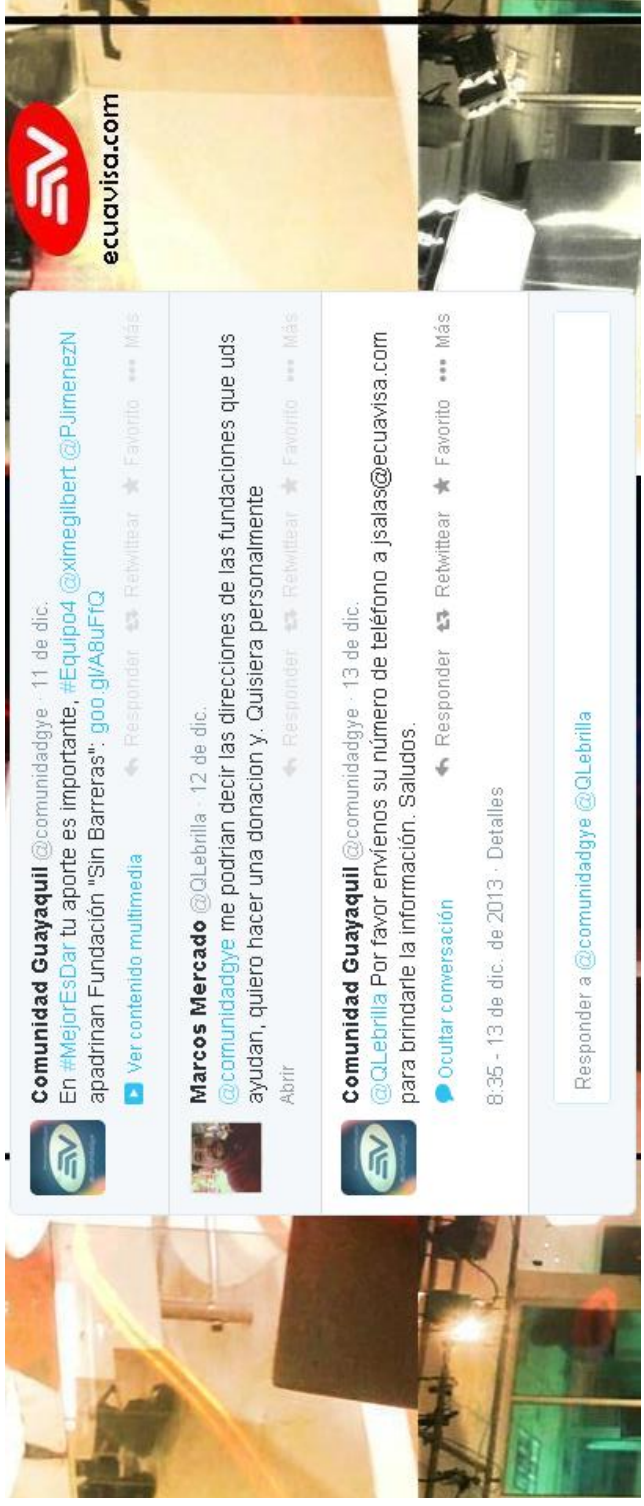 ecuavisa.com
Comunidad Guayaquil @comunidadgye · 11 de dic.
En #MejorEsDar tu aporte es importante, #Equipo4 @ximegilbert @PJimenezN
apadrinan Fundación "Sin Barreras": goo.gl/A8uFfQ
Ver contenido multimedia Responder Retwittear Favorito Más
Marcos Mercado @QLebrilla · 12 de dic.
@comunidadgye me podrian decir las direcciones de las fundaciones que uds
ayudan, quiero hacer una donacion y. Quisiera personalmente
Abrir Responder Retwittear Favorito Más
Comunidad Guayaquil @comunidadgye · 13 de dic.
@QLebrilla Por favor envíenos su número de teléfono a jsalas@ecuavisa.com
para brindarle la información. Saludos.
Ocultar conversación Responder Retwittear Favorito Más
8:35 - 13 de dic. de 2013 · Detalles
Responder a @comunidadgye @QLebrilla